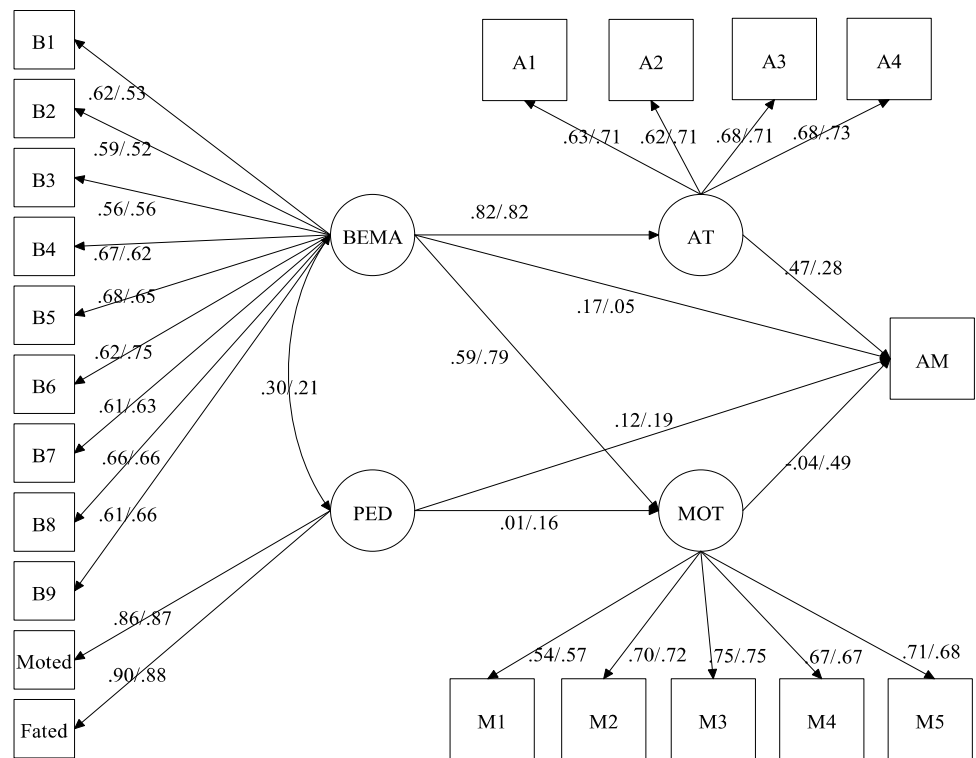 B1
B2
B3
B4
B5
B6
B7
B8
B9
Moted
Fated
.62/.53
.59/.52
.56/.56
.67/.62
.68/.65
.62/.75
.61/.63
.66/.66
.61/.66
.86/.87
.90/.88
BEMA
PED
.30/.21
A1
A2
A3
A4
.63/.71
.62/.71
.68/.71
.68/.73
.82/.82
AT
.47/.28
.17/.05
.59/.79
.12/.19
AM
-.04/.49
.01/.16
MOT
.54/.57
.70/.72
.75/.75
.67/.67
.71/.68
M1
M2
M3
M4
M5